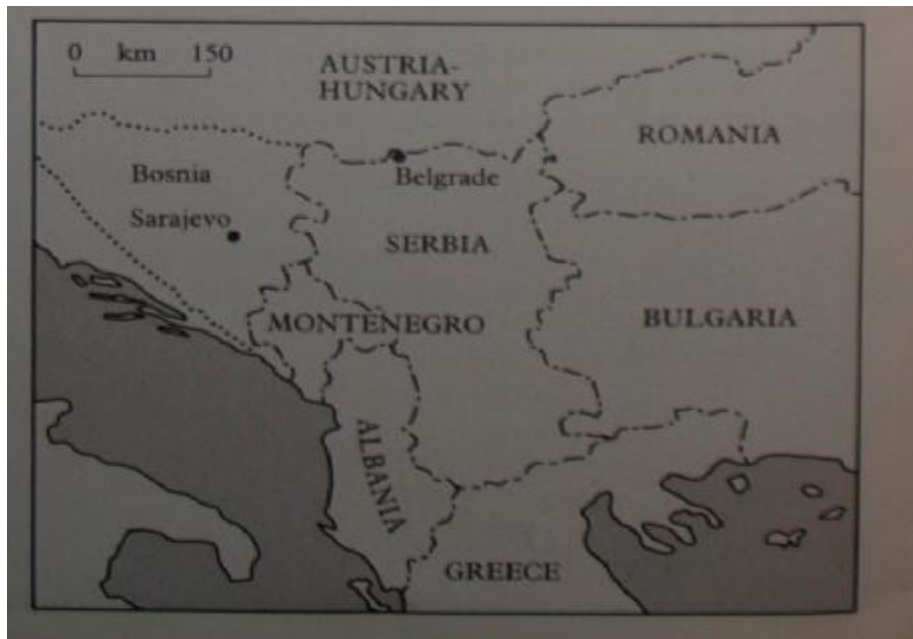 0 km 150
AUSTRIA-
HUNGARY
ROMANIA
Bosnia
Belgrade
Sarajevo
SERBIA
MONTENEGRO
BULGARIA
ALBANIA
GREECE